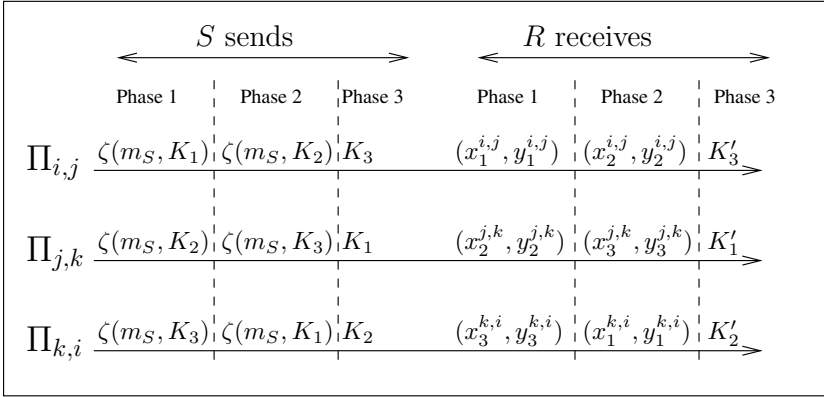 S sends R receives
Phase 1 Phase 2 Phase 3 Phase 1 Phase 2 Phase 3
Π_{i,j} ζ(m_S, K_1) ζ(m_S, K_2) K_3 (x_1^{i,j}, y_1^{i,j}) (x_2^{i,j}, y_2^{i,j}) K'_3
Π_{j,k} ζ(m_S, K_2) ζ(m_S, K_3) K_1 (x_2^{j,k}, y_2^{j,k}) (x_3^{j,k}, y_3^{j,k}) K'_1
Π_{k,i} ζ(m_S, K_3) ζ(m_S, K_1) K_2 (x_3^{k,i}, y_3^{k,i}) (x_1^{k,i}, y_1^{k,i}) K'_2